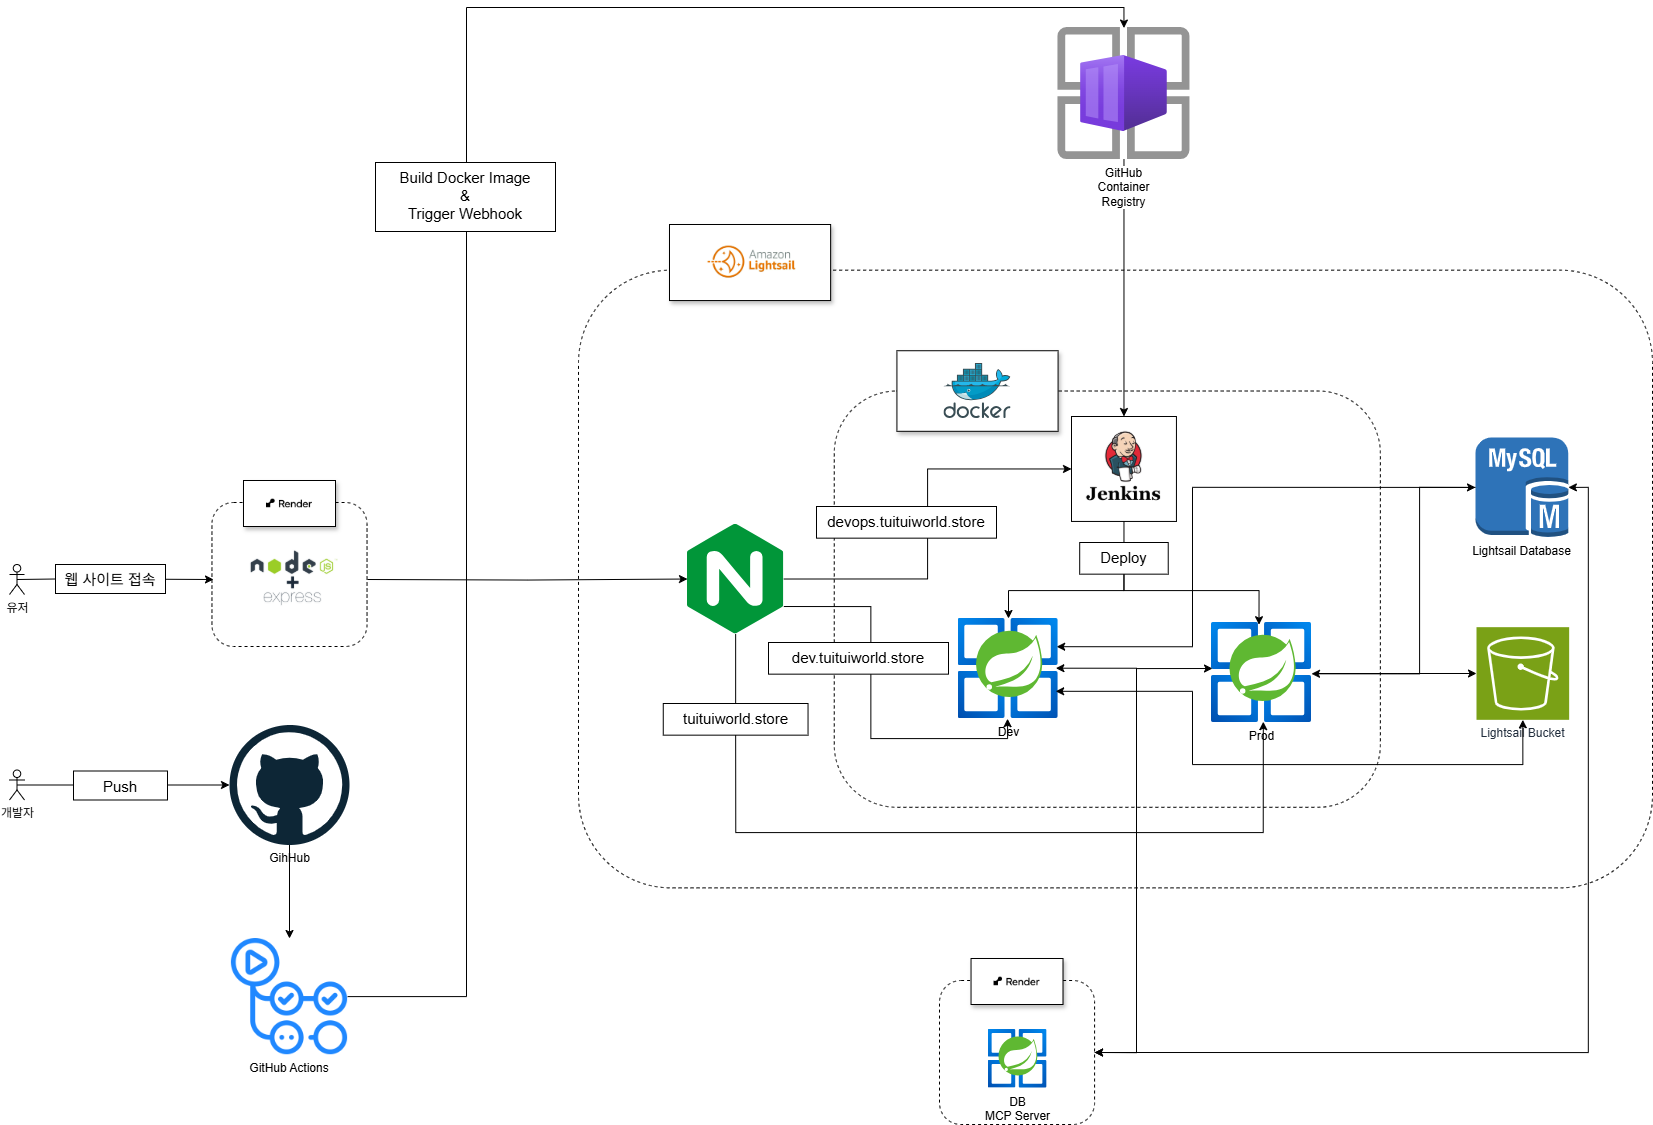 Build Docker Image
&
Trigger Webhook
GitHub
Container
Registry
Amazon
Lightsail
docker
Jenkins
MySQL
M
Lightsail Database
Render
node
JS
+
express
웹 사이트 접속
유저
N
devops.tuituiworld.store
Deploy
dev.tuituiworld.store
tuituiworld.store
Dev
Prod
Lightsail Bucket
Push
개발자
GihHub
GitHub Actions
Render
DB
MCP Server